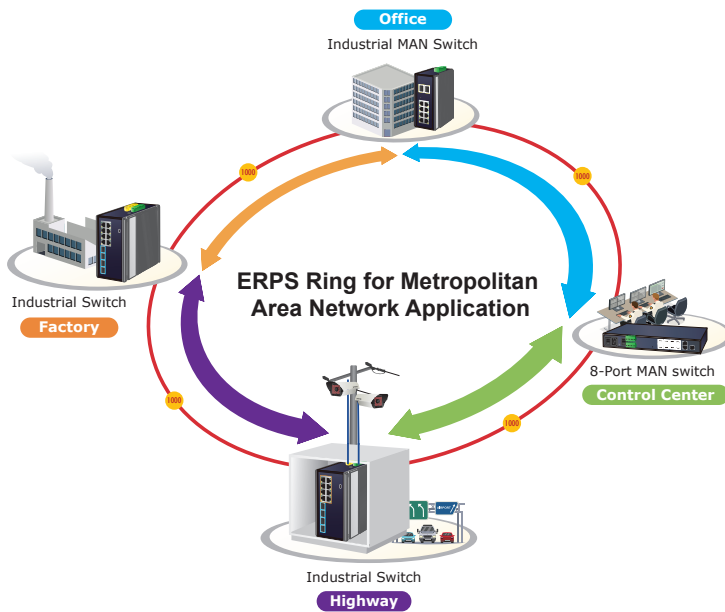 Office
Industrial MAN Switch
1000
1000
ERPS Ring for Metropolitan
Area Network Application
Industrial Switch
Factory
8-Port MAN switch
Control Center
1000
1000
AIRPORT
Industrial Switch
Highway